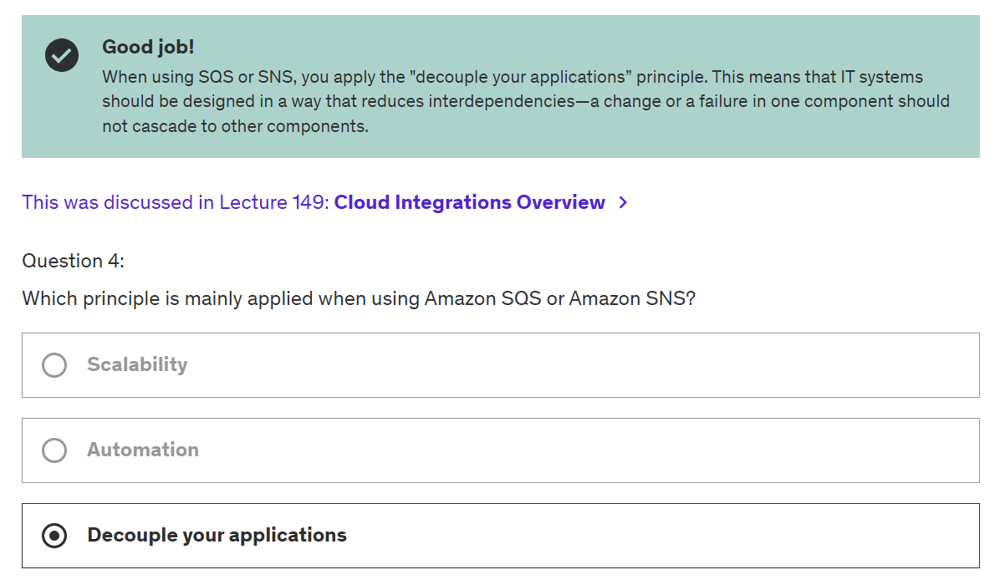 Good job!
When using SQS or SNS, you apply the "decouple your applications” principle. This means that IT systems
should be designed in a way that reduces interdependencies—a change or a failure in one component should
not cascade to other components.
This was discussed in Lecture 149: Cloud Integrations Overview
Question 4:
Which principle is mainly applied when using Amazon SQS or Amazon SNS?
Scalability
Automation
Decouple your applications